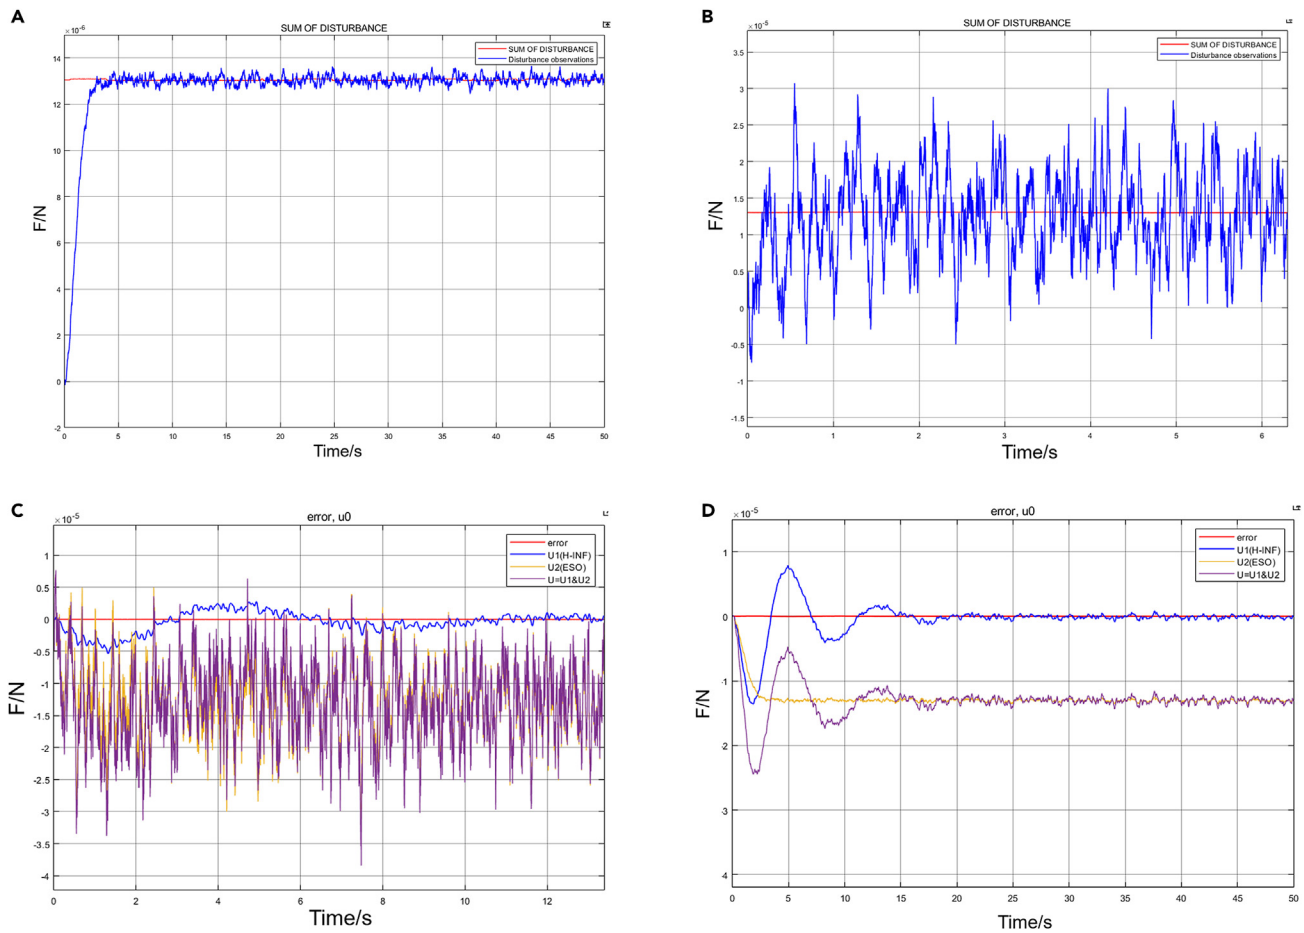 A
SUM OF DISTURBANCE
×10⁻⁶
SUM OF DISTURBANCE
Disturbance observations
14
12
10
8
6
4
2
0
-2
F/N
0 5 10 15 20 25 30 35 40 45 50
Time/s
B
SUM OF DISTURBANCE
×10⁻⁵
SUM OF DISTURBANCE
Disturbance observations
3.5
3
2.5
2
1.5
1
0.5
0
-0.5
-1
-1.5
F/N
1 2 3 4 5 6
Time/s
C
error, u0
×10⁻⁵
error
U1(H-INF)
U2(ESO)
U=U1&U2
1
0.5
0
-0.5
-1
-1.5
-2
-2.5
-3
-3.5
-4
F/N
0 2 4 6 8 10 12
Time/s
D
error, u0
×10⁻⁵
error
U1(H-INF)
U2(ESO)
U=U1&U2
1
0
-1
-2
-5
4
F/N
0 5 10 15 20 25 30 35 40 45 50
Time/s